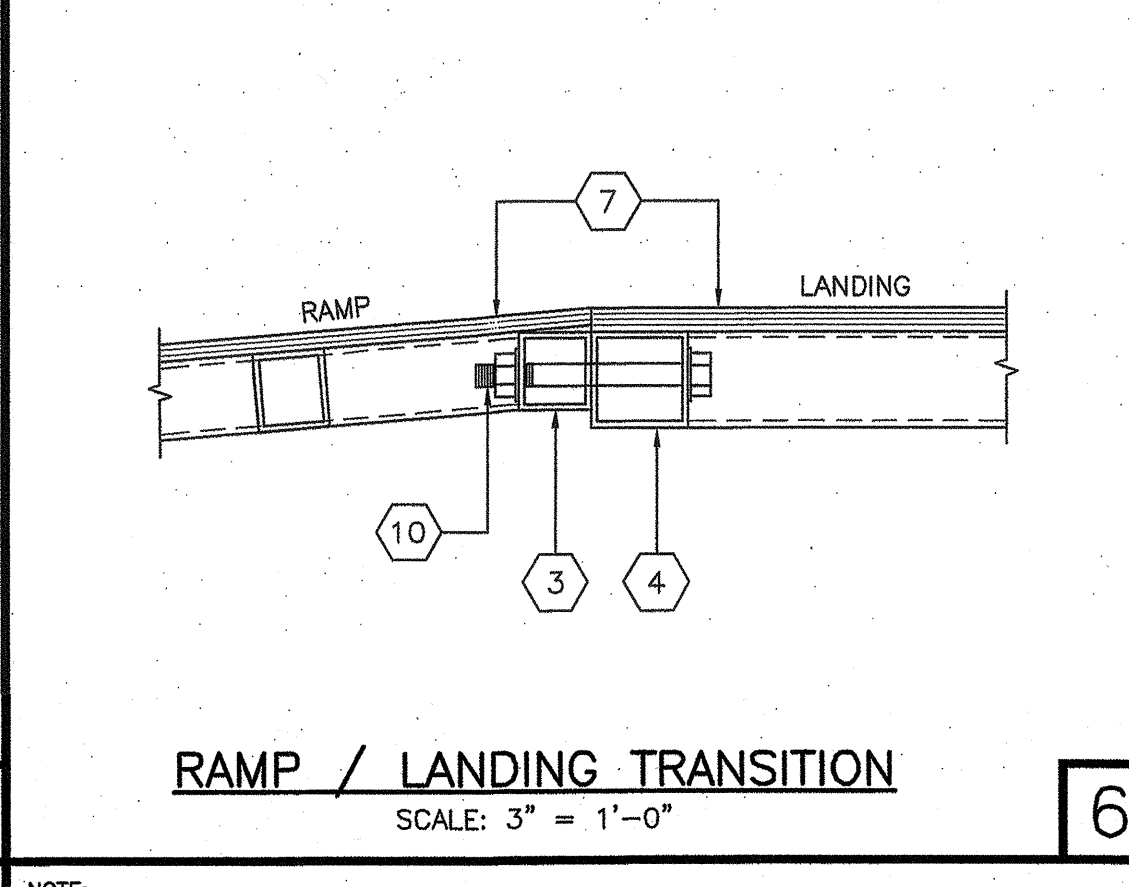 7
RAMP
LANDING
10
3
4
RAMP / LANDING TRANSITION
SCALE: 3" = 1'-0"
6
NOTE: